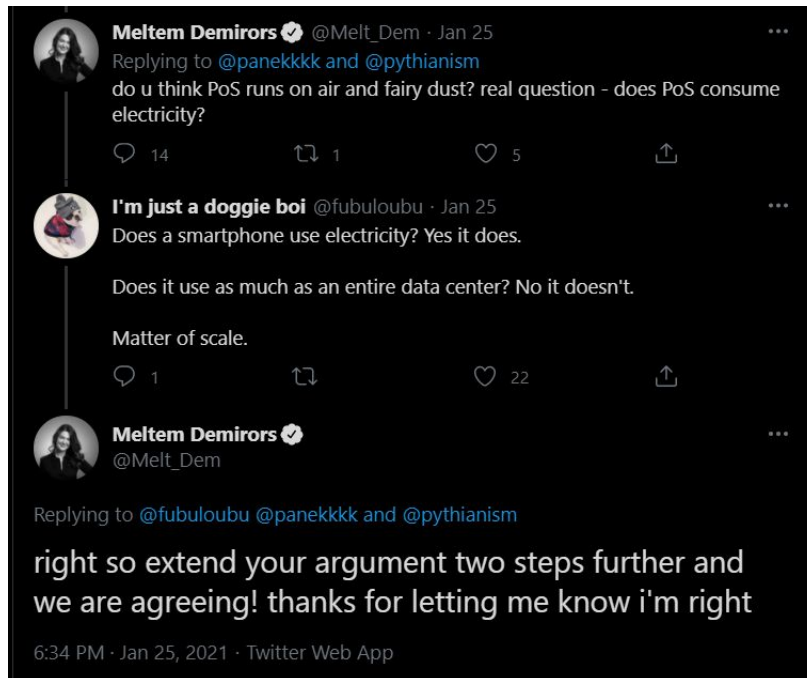 Meltem Demirors @Melt_Dem · Jan 25
Replying to @panekkkk and @pythianism
do u think PoS runs on air and fairy dust? real question - does PoS consume
electricity?
14 1 5
I'm just a doggie boi @fubuloubu · Jan 25
Does a smartphone use electricity? Yes it does.
Does it use as much as an entire data center? No it doesn't.
Matter of scale.
1 22
Meltem Demirors
@Melt_Dem
Replying to @fubuloubu @panekkkk and @pythianism
right so extend your argument two steps further and
we are agreeing! thanks for letting me know i'm right
6:34 PM · Jan 25, 2021 · Twitter Web App